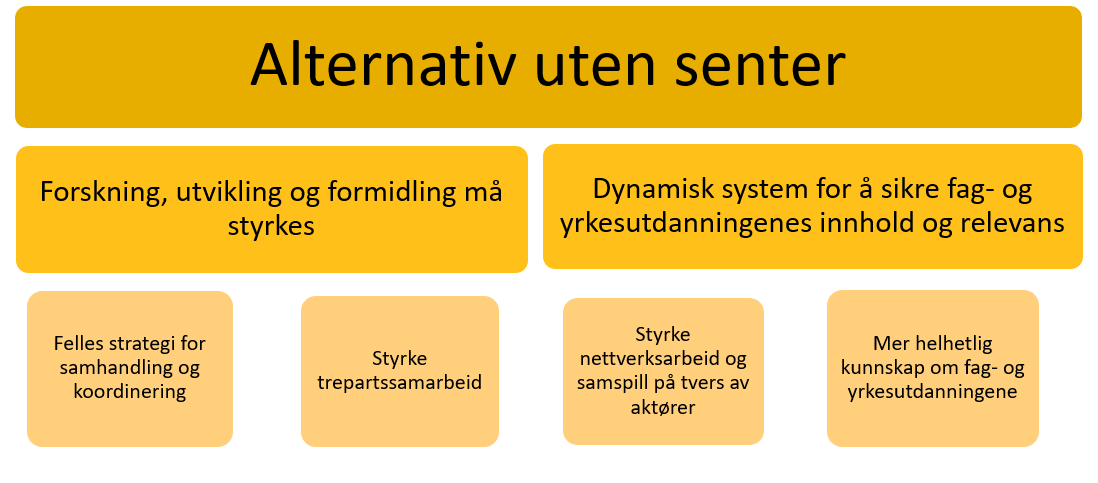 Alternativ uten senter
Forskning, utvikling og formidling må
styrkes
Dynamisk system for å sikre fag- og
yrkesutdanningenes innhold og relevans
Felles strategi for
samhandling og
koordinering
Styrke
trepartssamarbeid
Styrke
nettverksarbeid og
samspill på tvers av
aktører
Mer helhetlig
kunnskap om fag- og
yrkesutdanningene